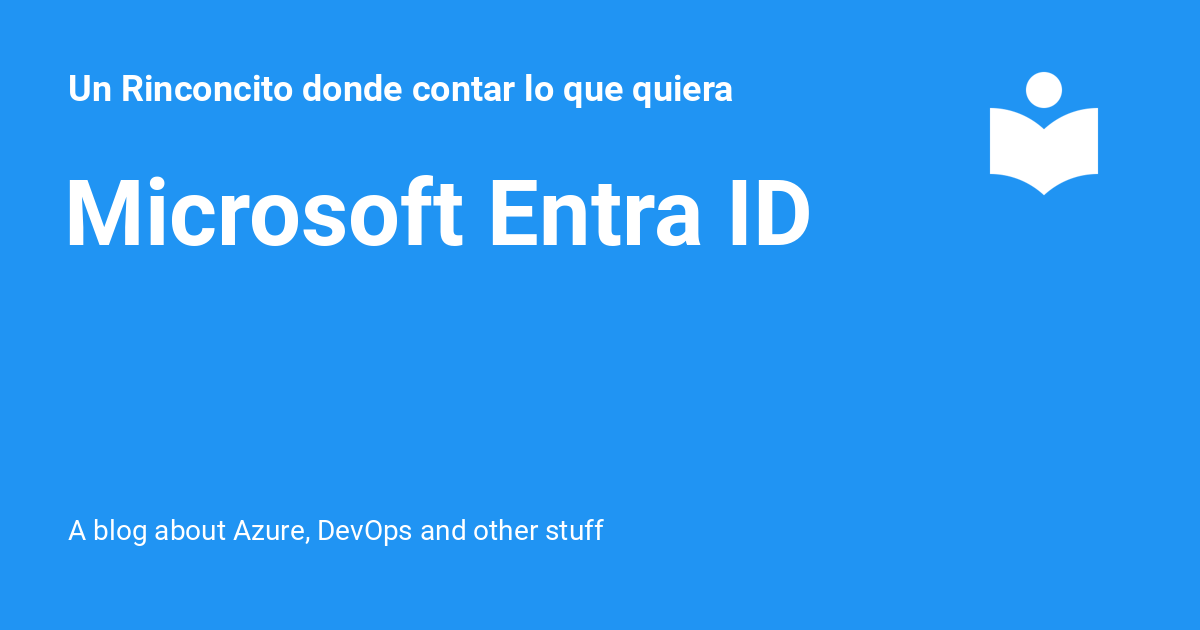 Un Rinconcito donde contar lo que quiera
Microsoft Entra ID
A blog about Azure, DevOps and other stuff